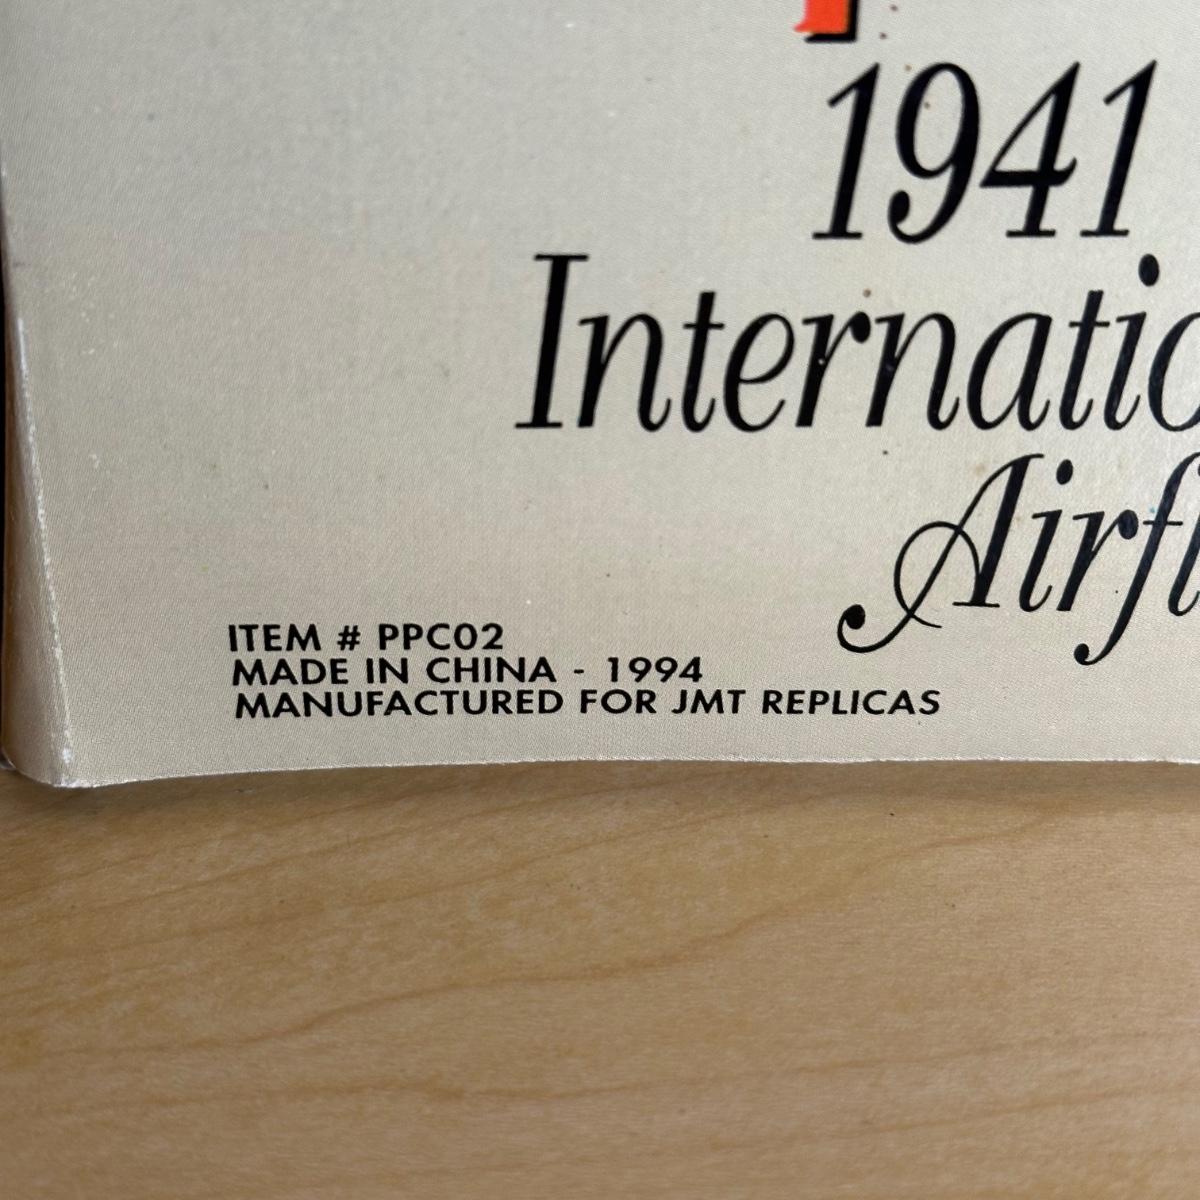 1941
Internatio
Airfl
ITEM # PPC02
MADE IN CHINA - 1994
MANUFACTURED FOR JMT REPLICAS